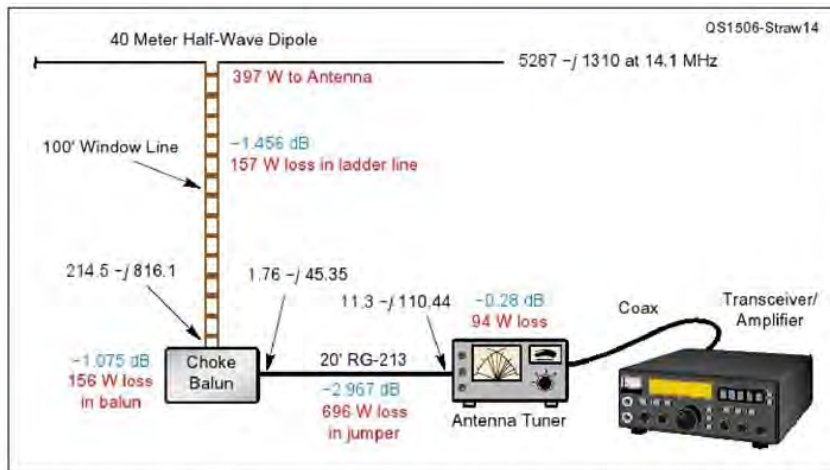 QS1506-Straw14
40 Meter Half-Wave Dipole
5287 –j 1310 at 14.1 MHz
397 W to Antenna
–1.456 dB
157 W loss in ladder line
100' Window Line
214.5 –j 816.1
1.76 –j 45.35
11.3 –j 110.44
–0.28 dB
94 W loss
Coax
Transceiver/
Amplifier
–1.075 dB
156 W loss
in balun
Choke
Balun
20' RG-213
–2.967 dB
696 W loss
in jumper
Antenna Tuner